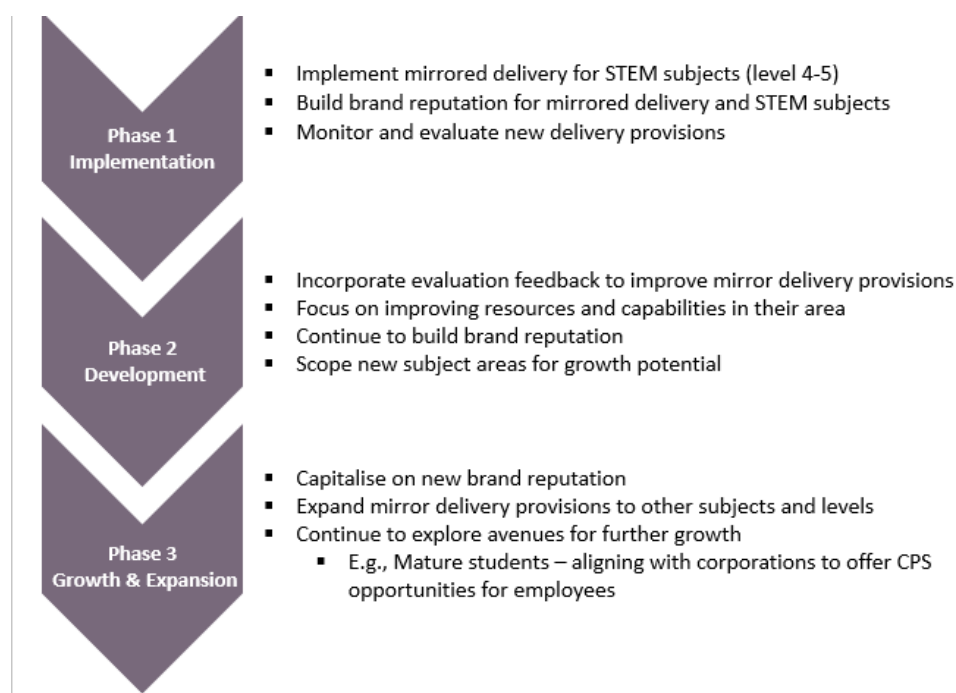 Phase 1
Implementation
▪ Implement mirrored delivery for STEM subjects (level 4-5)
▪ Build brand reputation for mirrored delivery and STEM subjects
▪ Monitor and evaluate new delivery provisions
Phase 2
Development
▪ Incorporate evaluation feedback to improve mirror delivery provisions
▪ Focus on improving resources and capabilities in their area
▪ Continue to build brand reputation
▪ Scope new subject areas for growth potential
Phase 3
Growth & Expansion
▪ Capitalise on new brand reputation
▪ Expand mirror delivery provisions to other subjects and levels
▪ Continue to explore avenues for further growth
▪ E.g., Mature students – aligning with corporations to offer CPS
opportunities for employees